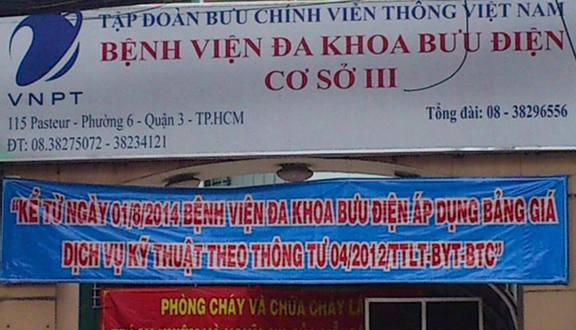 TẬP ĐOÀN BƯU CHÍNH VIỄN THÔNG VIỆT NAM
BỆNH VIỆN ĐA KHOA BƯU ĐIỆN
CƠ SỞ III
VNPT
115 Pasteur - Phường 6 - Quận 3 - TP.HCM
Tổng đài: 08 - 38296556
ĐT: 08.38275072 - 38234121
"KỂ TỪ NGÀY 01/8/2014 BỆNH VIỆN ĐA KHOA BƯU ĐIỆN ÁP DỤNG BẢNG GIÁ
DỊCH VỤ KỸ THUẬT THEO THÔNG TƯ 04/2012/TTLT-BYT-BTC"
PHÒNG CHÁY VÀ CHỮA CHÁY LÀ